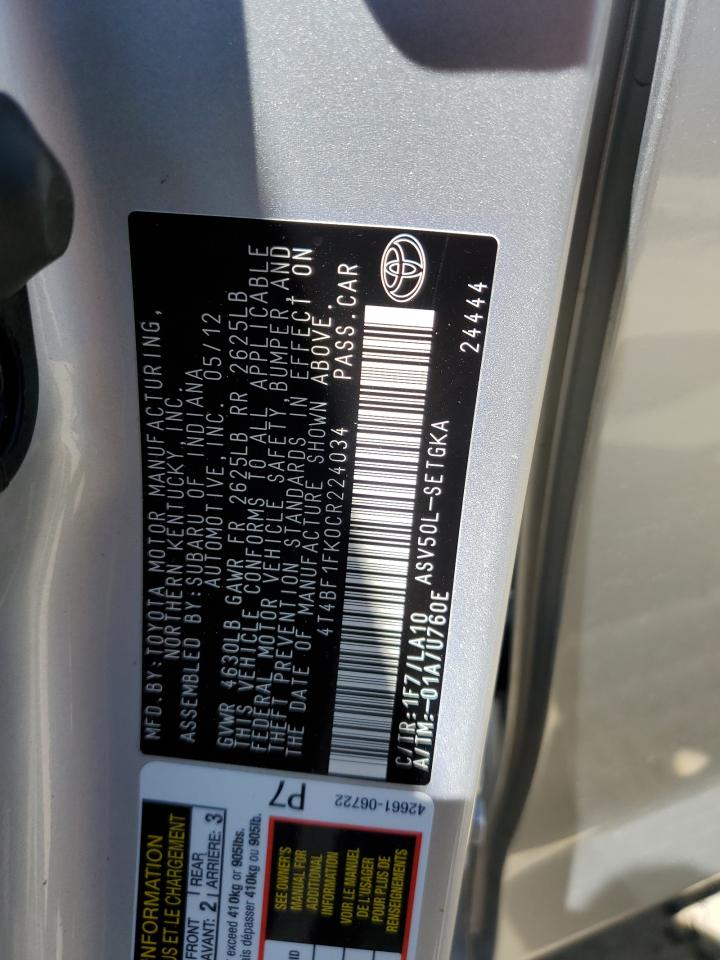 MFD.BY:TOYOTA MOTOR MANUFACTURING,
NORTHERN KENTUCKY, INC.
ASSEMBLED BY:SUBARU OF INDIANA
AUTOMOTIVE, INC. 05/12
GVWR 4630LB GAWR FR 2625LB RR 2625LB
THIS VEHICLE CONFORMS TO ALL APPLICABLE
FEDERAL MOTOR VEHICLE SAFETY, BUMPER, AND
THEFT PREVENTION STANDARDS IN EFFECT ON
THE DATE OF MANUFACTURE SHOWN ABOVE.
4T4BF1FK0CR224034 PASS.CAR
C/TR:1F7/LA10 ASV50L-SETGKA
A/TM:-01A/U760E
24444
P7
42661-06722
INFORMATION
US ET LE CHARGEMENT
FRONT 2 REAR 3
AVANT: ARRIÈRE:
exceed 410kg or 905lbs.
dépasser 410kg ou 905lb.
SEE OWNER'S
MANUAL FOR
ADDITIONAL
INFORMATION
VOIR LE MANUEL
DE L'USAGER
POUR PLUS DE
RENSEIGNEMENTS